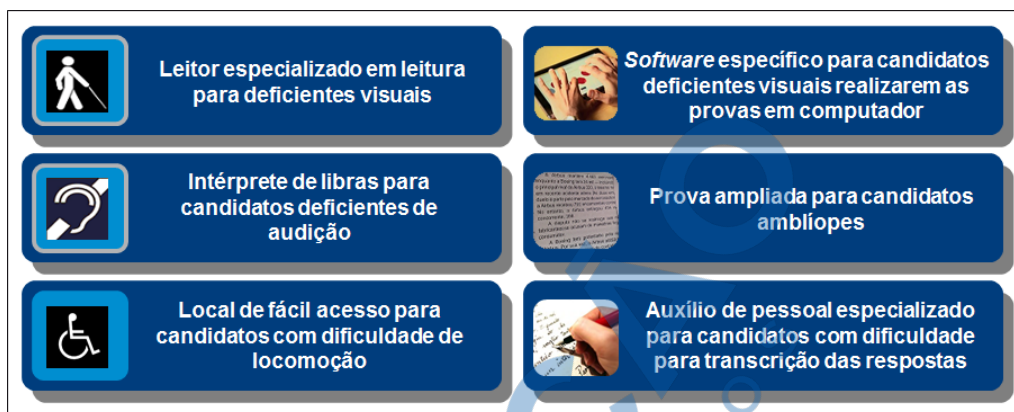 Leitor especializado em leitura
para deficientes visuais
Software específico para candidatos
deficientes visuais realizarem as
provas em computador
Intérprete de libras para
candidatos deficientes de
audição
Prova ampliada para candidatos
amblíopes
Local de fácil acesso para
candidatos com dificuldade de
locomoção
Auxílio de pessoal especializado
para candidatos com dificuldade
para transcrição das respostas